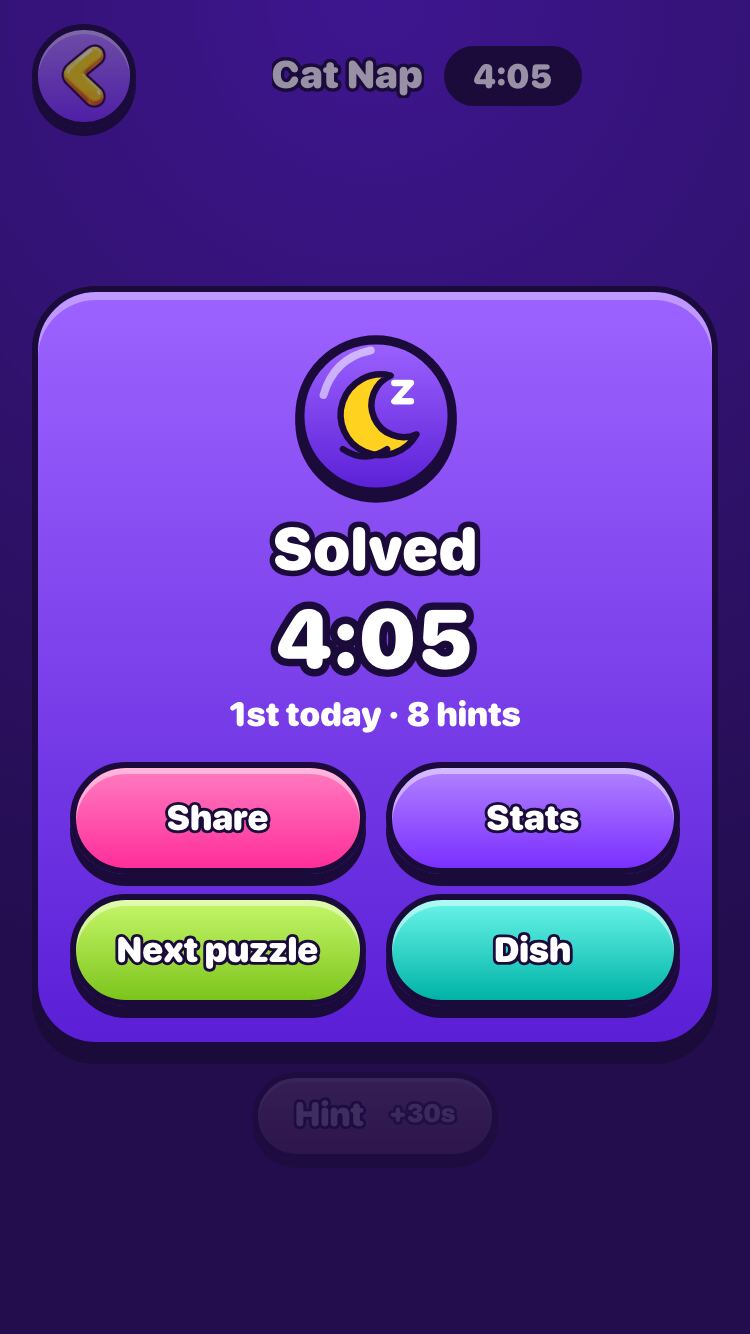 Cat Nap 4:05
z
Solved
4:05
1st today · 8 hints
Share Stats
Next puzzle Dish
Hint +30s